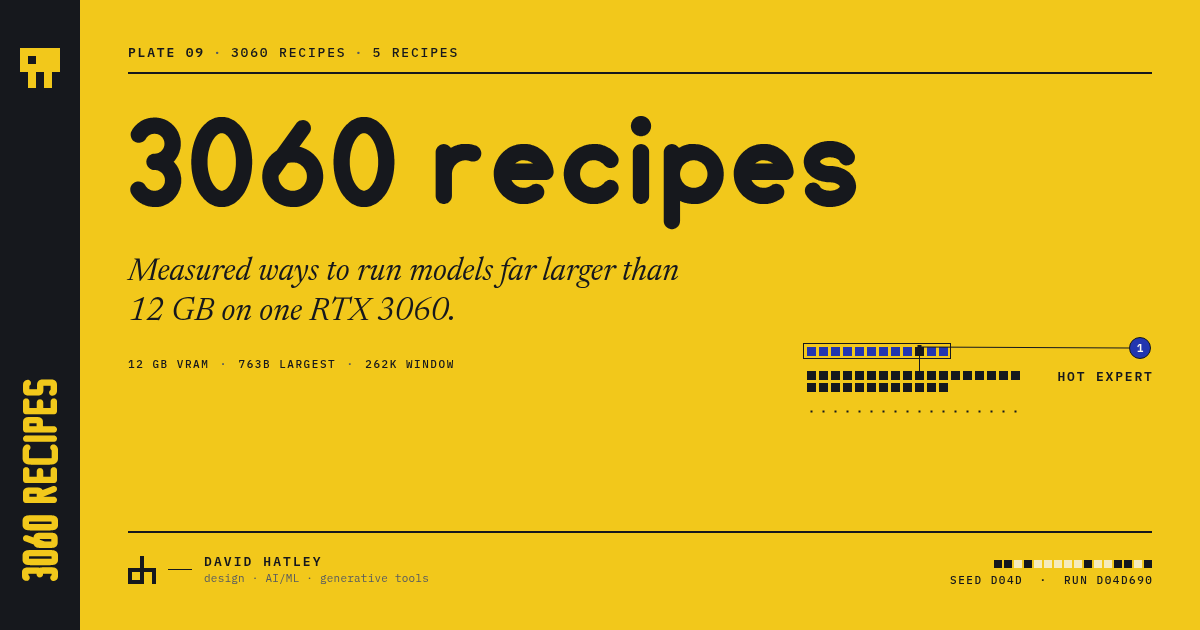 PLATE 09 · 3060 RECIPES · 5 RECIPES
3060 recipes
Measured ways to run models far larger than
12 GB on one RTX 3060.
12 GB VRAM · 763B LARGEST · 262K WINDOW
1
HOT EXPERT
3060 RECIPES
DAVID HATLEY
design · AI/ML · generative tools
SEED D04D · RUN D04D690